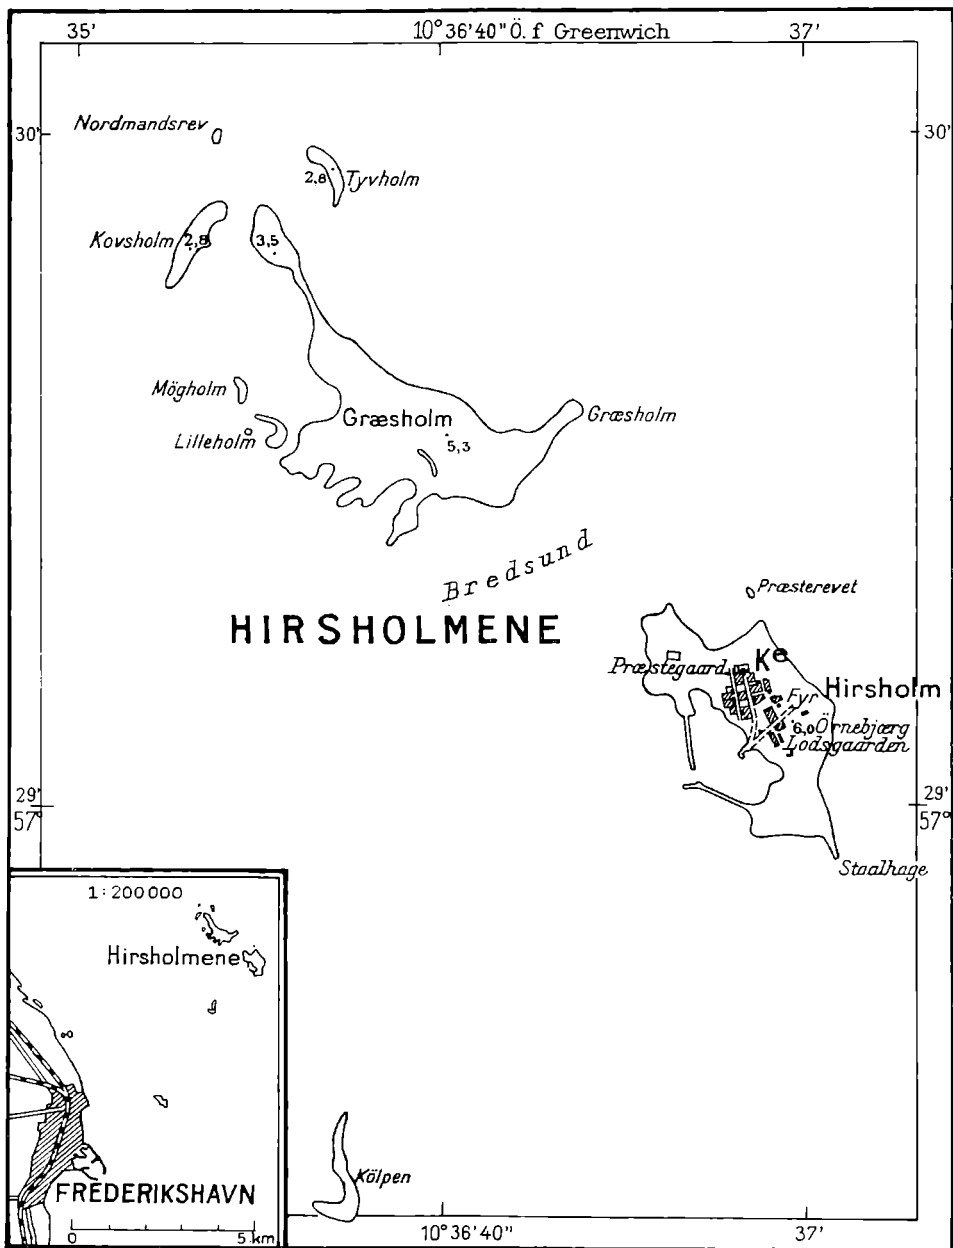 35'
10°36'40" Ö. f Greenwich
37'
30'
30'
Nordmandsrev
2,8
Tyvholm
Kovsholm
2,8
3,5
Mögholm
Græsholm
Græsholm
Lilleholm
5,3
Bredsund
Præsterevet
HIRSHOLMENE
Ke
Præstegaard
Hirsholm
Fyr
6,0 Örnebjærg
Lodsgaarden
29'
57°
29'
57°
Staalhage
1:200000
Hirsholmene
FREDERIKSHAVN
0
5 km
Kölpen
10°36'40"
37'